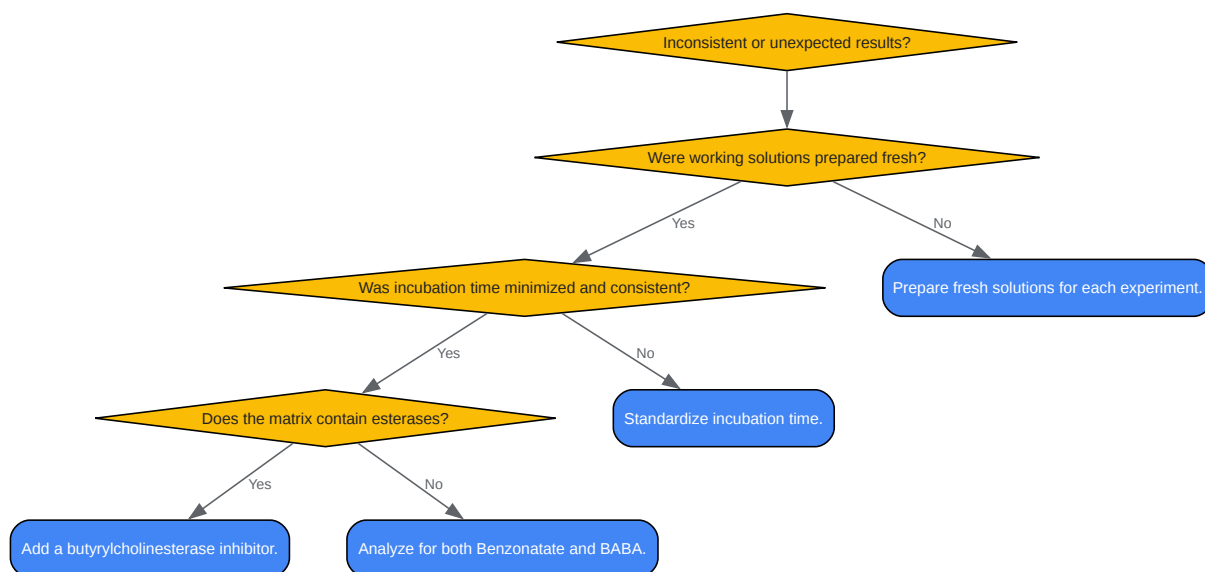 Inconsistent or unexpected results?
Were working solutions prepared fresh?
Yes
No
Was incubation time minimized and consistent?
Prepare fresh solutions for each experiment.
Yes
No
Does the matrix contain esterases?
Standardize incubation time.
Yes
No
Add a butyrylcholinesterase inhibitor.
Analyze for both Benzonatate and BABA.